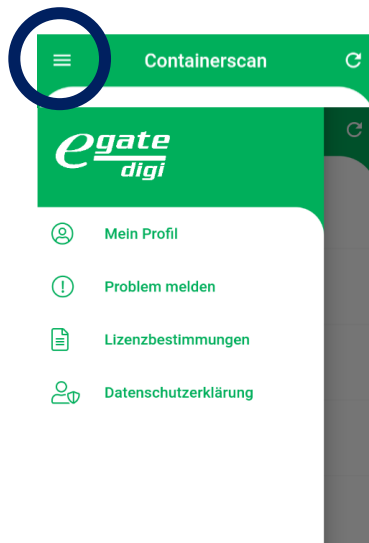 Containerscan
egate
digi
Mein Profil
Problem melden
Lizenzbestimmungen
Datenschutzerklärung